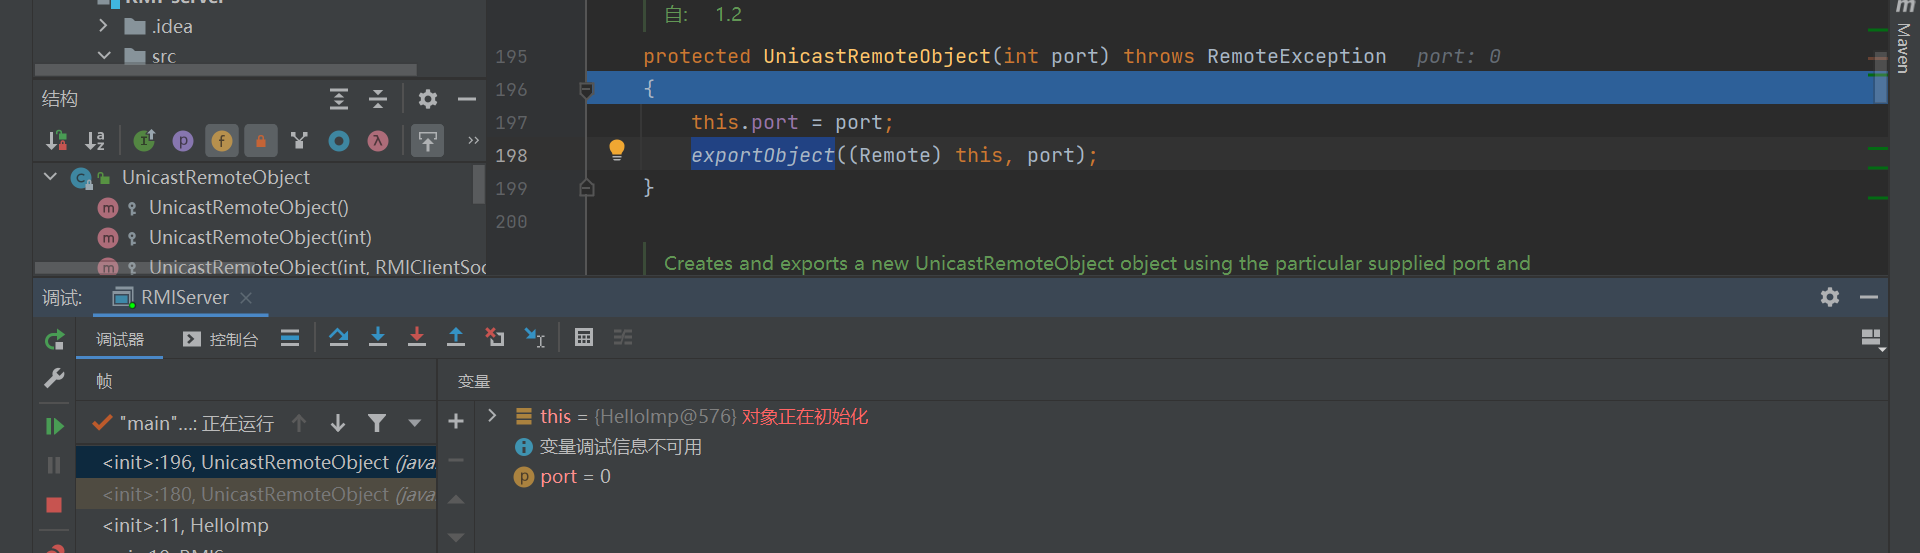 RMI-server
.idea
src
结构
UnicastRemoteObject
UnicastRemoteObject()
UnicastRemoteObject(int)
UnicastRemoteObject(int, RMIClientSoc
自: 1.2
195 protected UnicastRemoteObject(int port) throws RemoteException port: 0
196 {
197 this.port = port;
198 exportObject((Remote) this, port);
199 }
200
Creates and exports a new UnicastRemoteObject object using the particular supplied port and
Maven
调试: RMIServer
调试器 控制台
帧
"main"...: 正在运行
<init>:196, UnicastRemoteObject (java
<init>:180, UnicastRemoteObject (java
<init>:11, HelloImp
变量
this = {HelloImp@576} 对象正在初始化
变量调试信息不可用
port = 0